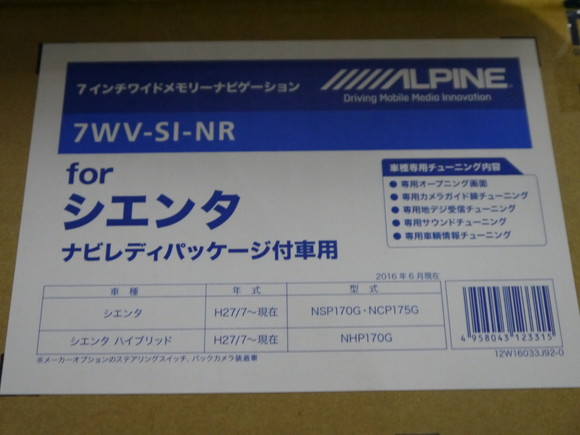 7インチワイドメモリーナビゲーション
ALPINE
Driving Mobile Media Innovation
7WV-SI-NR
for
シエンタ
ナビレディパッケージ付車用
車種専用チューニング内容
● 専用オープニング画面
● 専用カメラガイド線チューニング
● 専用地デジ受信チューニング
● 専用サウンドチューニング
● 専用車輌情報チューニング
2016年6月現在
車種 年式 型式
シエンタ H27/7～現在 NSP170G・NCP175G
シエンタ ハイブリッド H27/7～現在 NHP170G
※メーカーオプションのステアリングスイッチ、バックカメラ装着車
4 958043 123315
12W16033J92-0